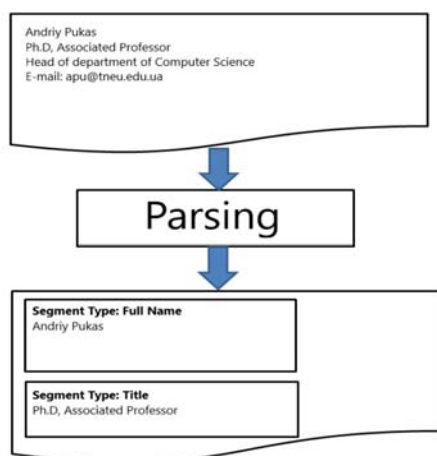 Andriy Pukas
Ph.D, Associated Professor
Head of department of Computer Science
E-mail: apu@tneu.edu.ua
Parsing
Segment Type: Full Name
Andriy Pukas
Segment Type: Title
Ph.D, Associated Professor